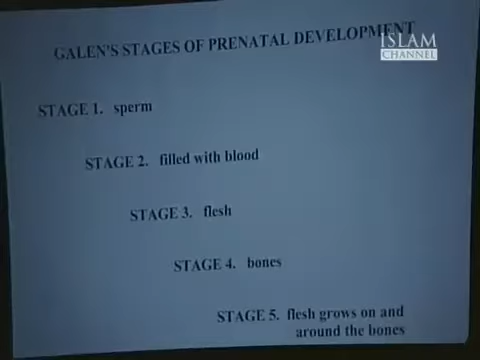 GALEN'S STAGES OF PRENATAL DEVELOPMENT
ISLAM
CHANNEL
STAGE 1. sperm
STAGE 2. filled with blood
STAGE 3. flesh
STAGE 4. bones
STAGE 5. flesh grows on and
around the bones